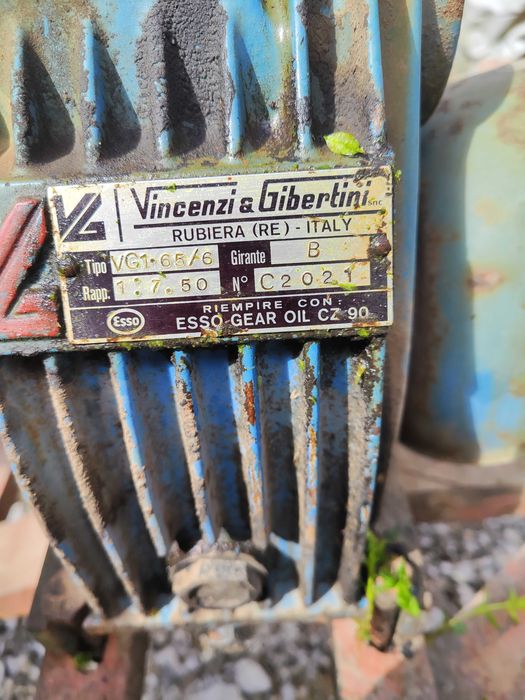 VG
Vincenzi & Gibertini snc
RUBIERA (RE) - ITALY
Tipo VG1·65/6 Girante B
Rapp. 1:7.50 N° C2021
RIEMPIRE CON:
Esso ESSO GEAR OIL CZ 90